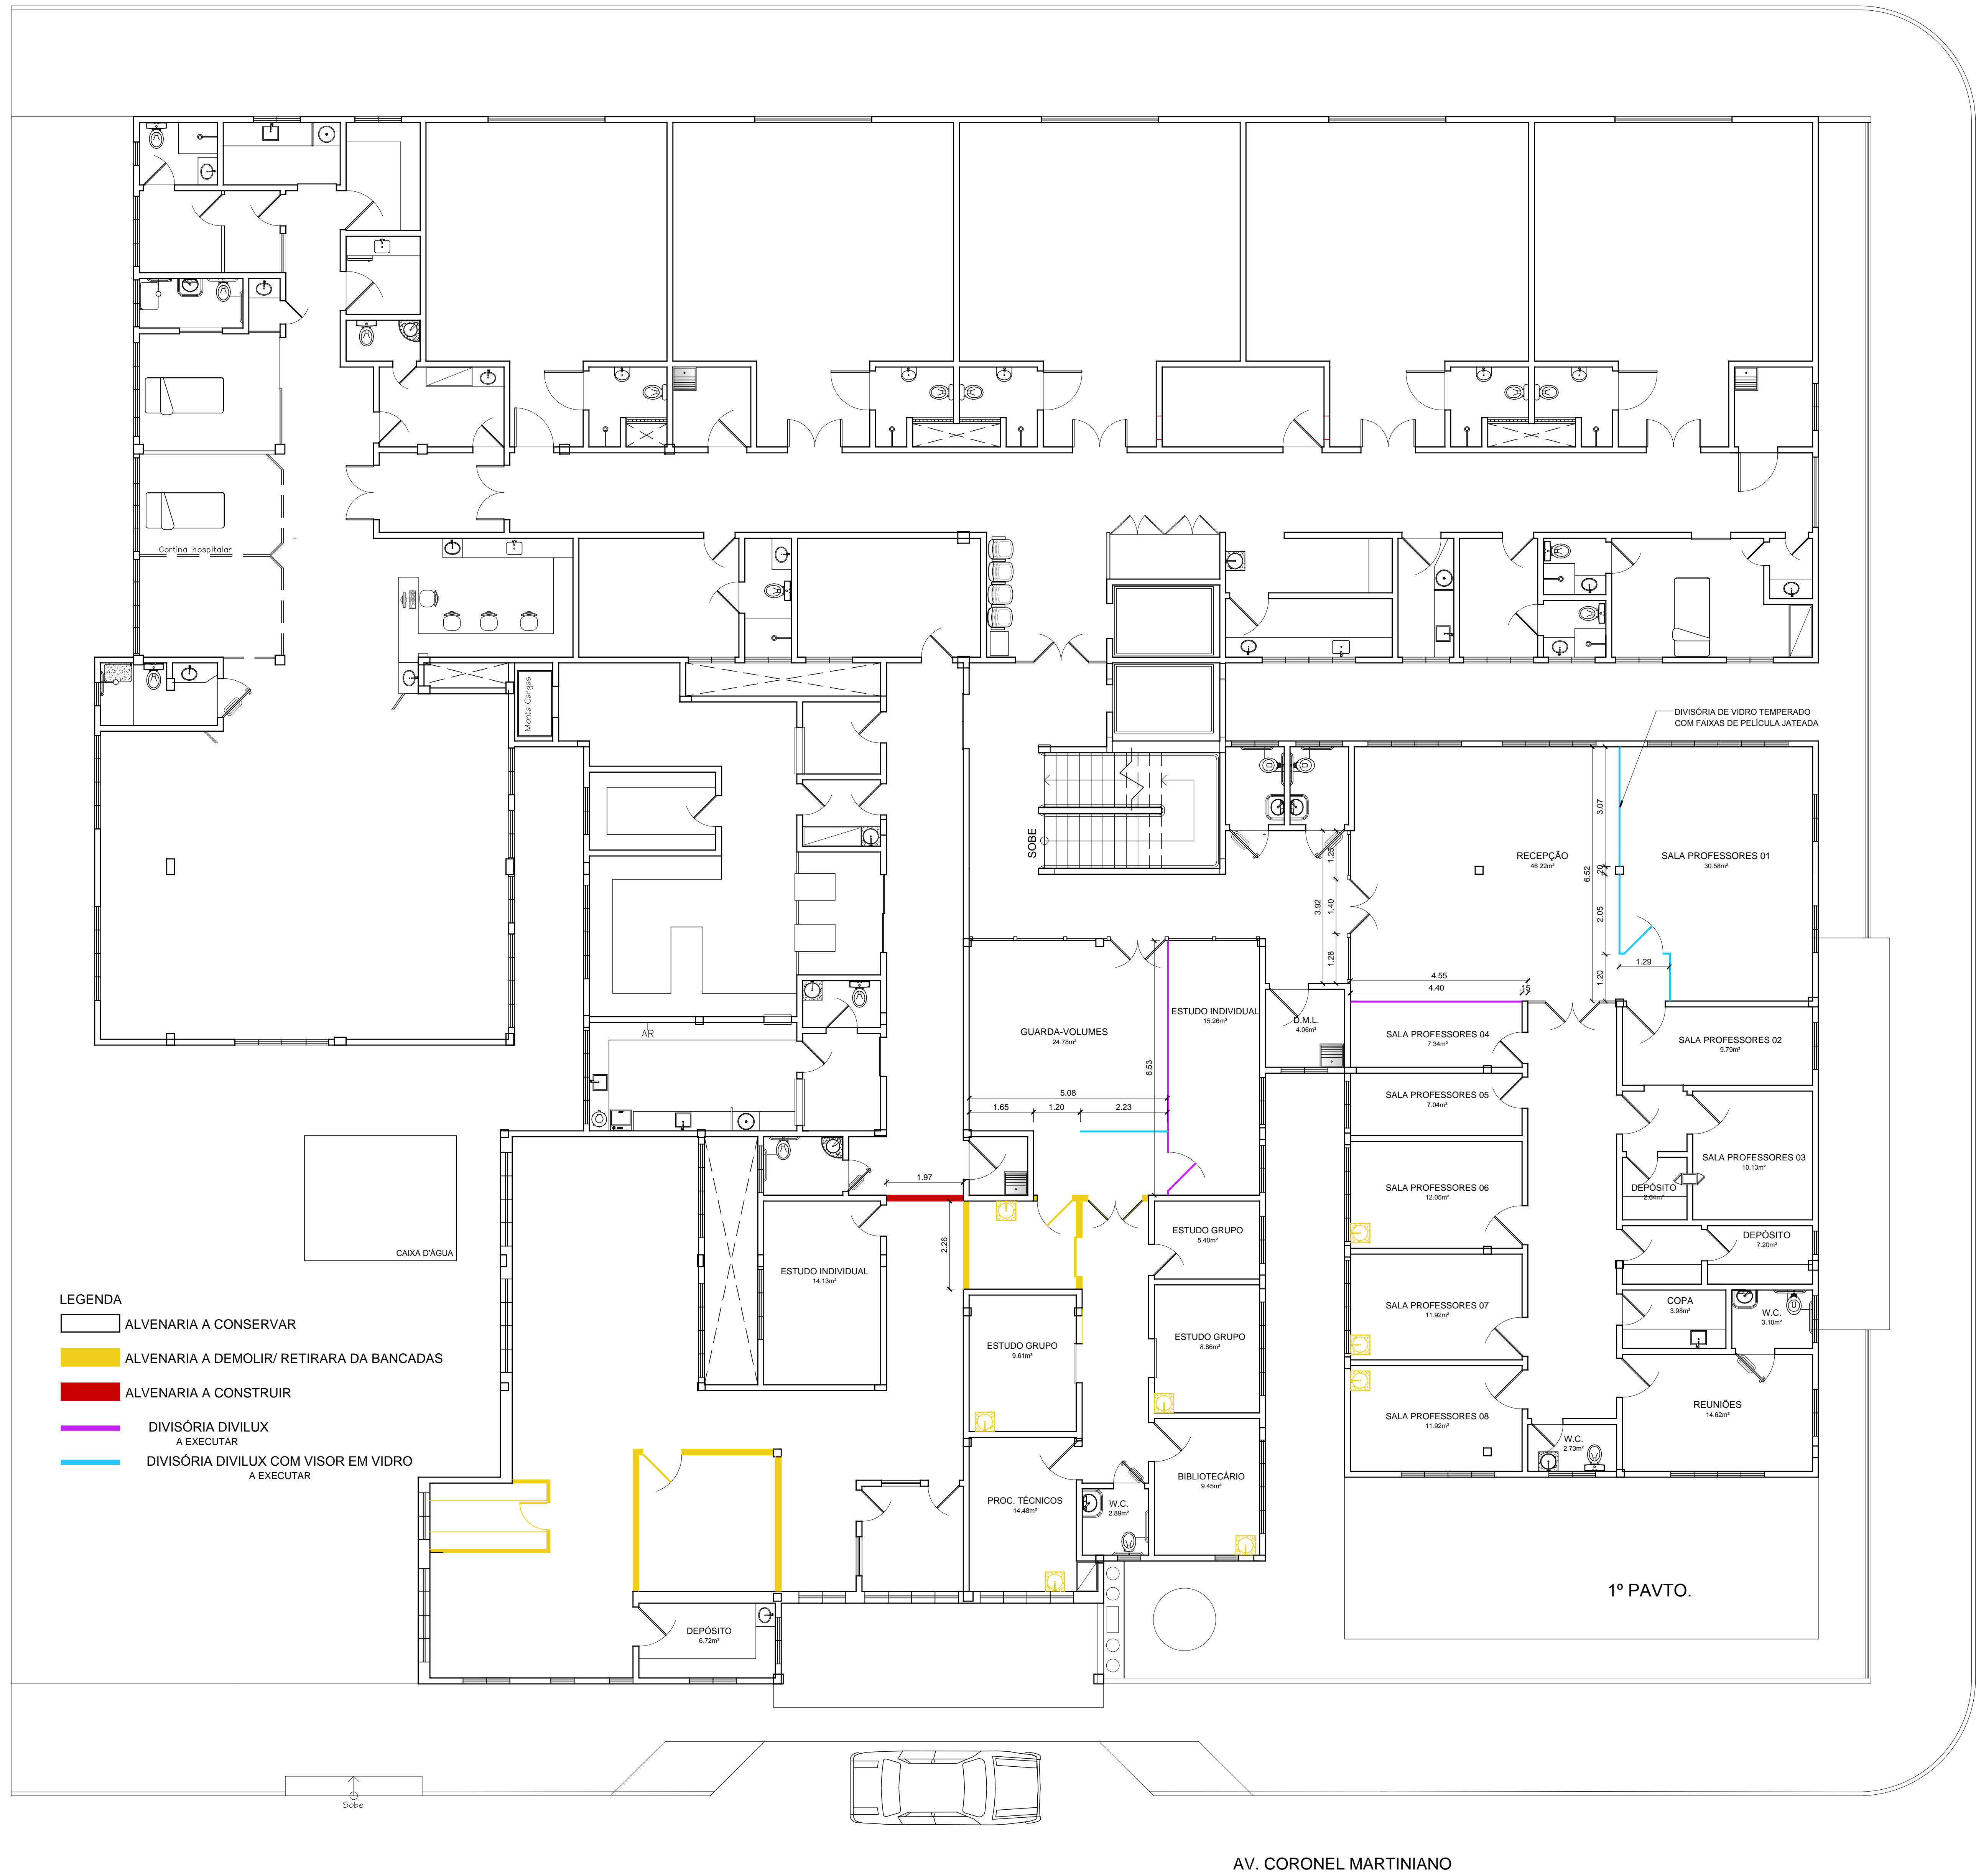 Cortina hospitalar
Monta Cargas
DIVISÓRIA DE VIDRO TEMPERADO
COM FAIXAS DE PELÍCULA JATEADA
SOBE
RECEPÇÃO
46.22m²
SALA PROFESSORES 01
30.58m²
3.07
6.52
.20
2.05
1.20
1.29
1.25
3.92
1.40
1.28
4.55
4.40
.15
AR
GUARDA-VOLUMES
24.78m²
ESTUDO INDIVIDUAL
15.26m²
D.M.L.
4.06m²
6.53
5.08
1.65
1.20
2.23
SALA PROFESSORES 04
7.34m²
SALA PROFESSORES 02
9.79m²
SALA PROFESSORES 05
7.04m²
SALA PROFESSORES 03
10.13m²
SALA PROFESSORES 06
12.05m²
DEPÓSITO
2.64m²
1.97
2.26
ESTUDO GRUPO
5.40m²
DEPÓSITO
7.20m²
CAIXA D'ÁGUA
ESTUDO INDIVIDUAL
14.13m²
ESTUDO GRUPO
9.61m²
ESTUDO GRUPO
8.86m²
SALA PROFESSORES 07
11.92m²
COPA
3.98m²
W.C.
3.10m²
LEGENDA
ALVENARIA A CONSERVAR
ALVENARIA A DEMOLIR/ RETIRARA DA BANCADAS
ALVENARIA A CONSTRUIR
DIVISÓRIA DIVILUX
A EXECUTAR
DIVISÓRIA DIVILUX COM VISOR EM VIDRO
A EXECUTAR
SALA PROFESSORES 08
11.92m²
REUNIÕES
14.62m²
W.C.
2.73m²
BIBLIOTECÁRIO
9.45m²
PROC. TÉCNICOS
14.48m²
W.C.
2.89m²
DEPÓSITO
6.72m²
1º PAVTO.
Sobe
AV. CORONEL MARTINIANO